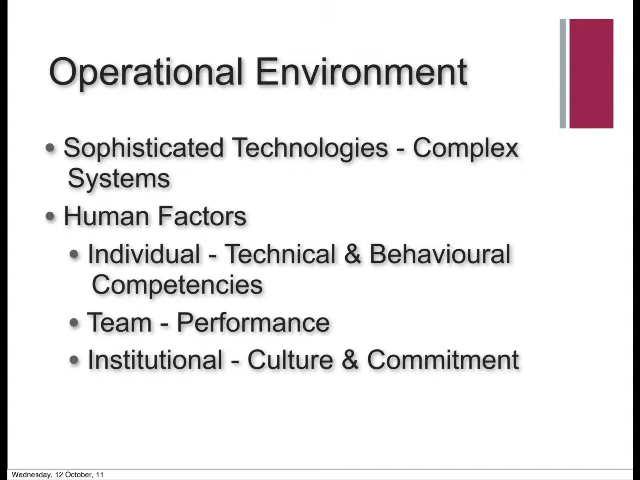 Operational Environment
• Sophisticated Technologies - Complex
Systems
• Human Factors
• Individual - Technical & Behavioural
Competencies
• Team - Performance
• Institutional - Culture & Commitment
Wednesday, 12 October, 11